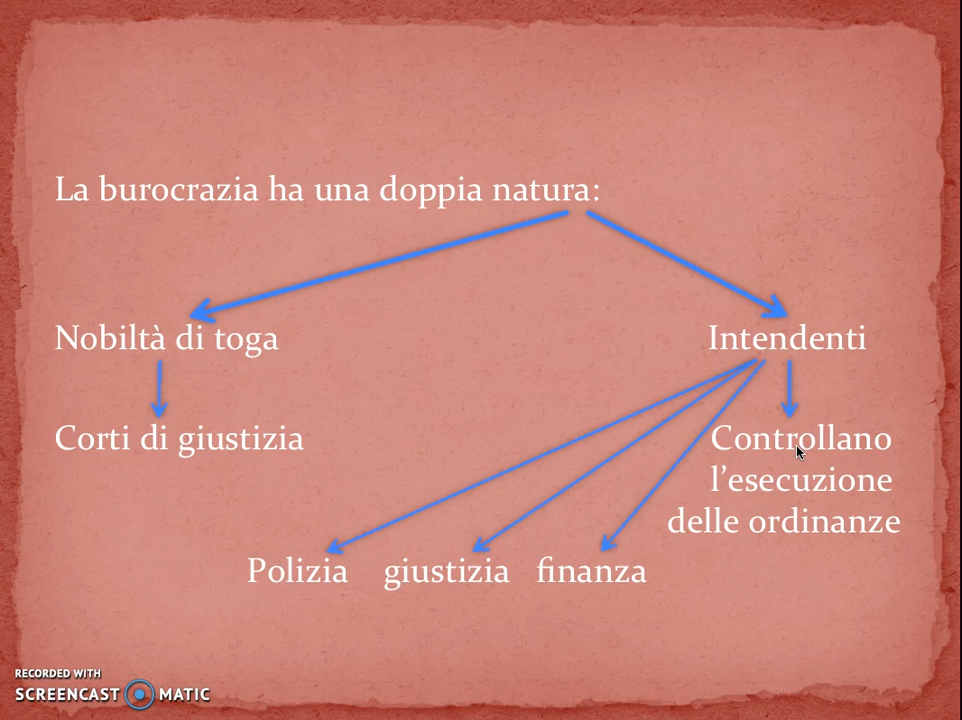 La burocrazia ha una doppia natura:
Nobiltà di toga
Intendenti
Corti di giustizia
Controllano
l’esecuzione
delle ordinanze
Polizia giustizia finanza
RECORDED WITH
SCREENCAST MATIC